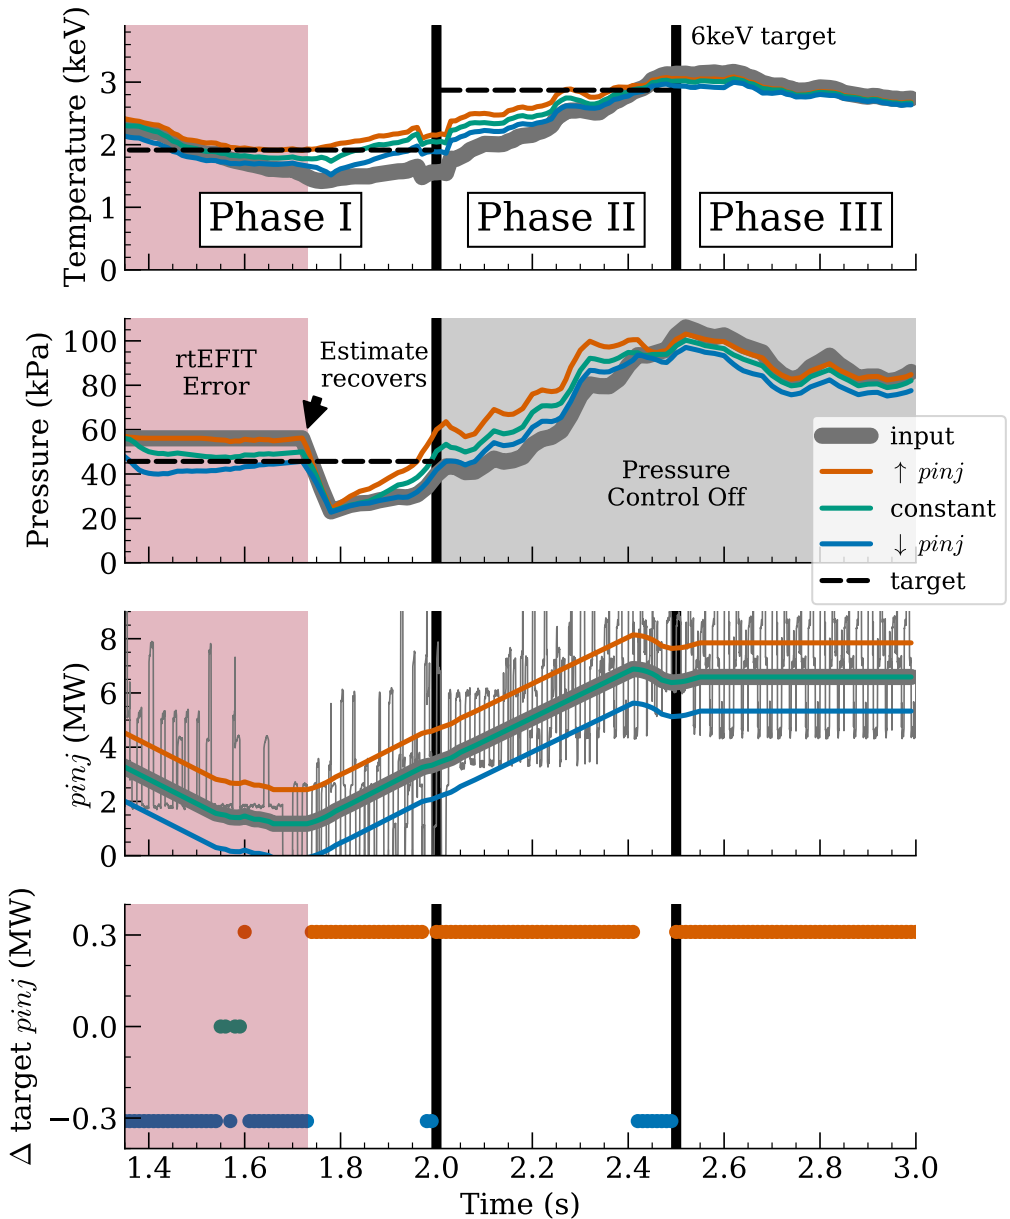 Temperature (keV)
3
2
1
0
6keV target
Phase I
Phase II
Phase III
Pressure (kPa)
100
80
60
40
20
0
rtEFIT
Error
Estimate
recovers
Pressure
Control Off
input
↑ pinj
constant
↓ pinj
target
pinj (MW)
8
6
4
2
0
Δ target pinj (MW)
0.3
0.0
−0.3
1.4 1.6 1.8 2.0 2.2 2.4 2.6 2.8 3.0
Time (s)